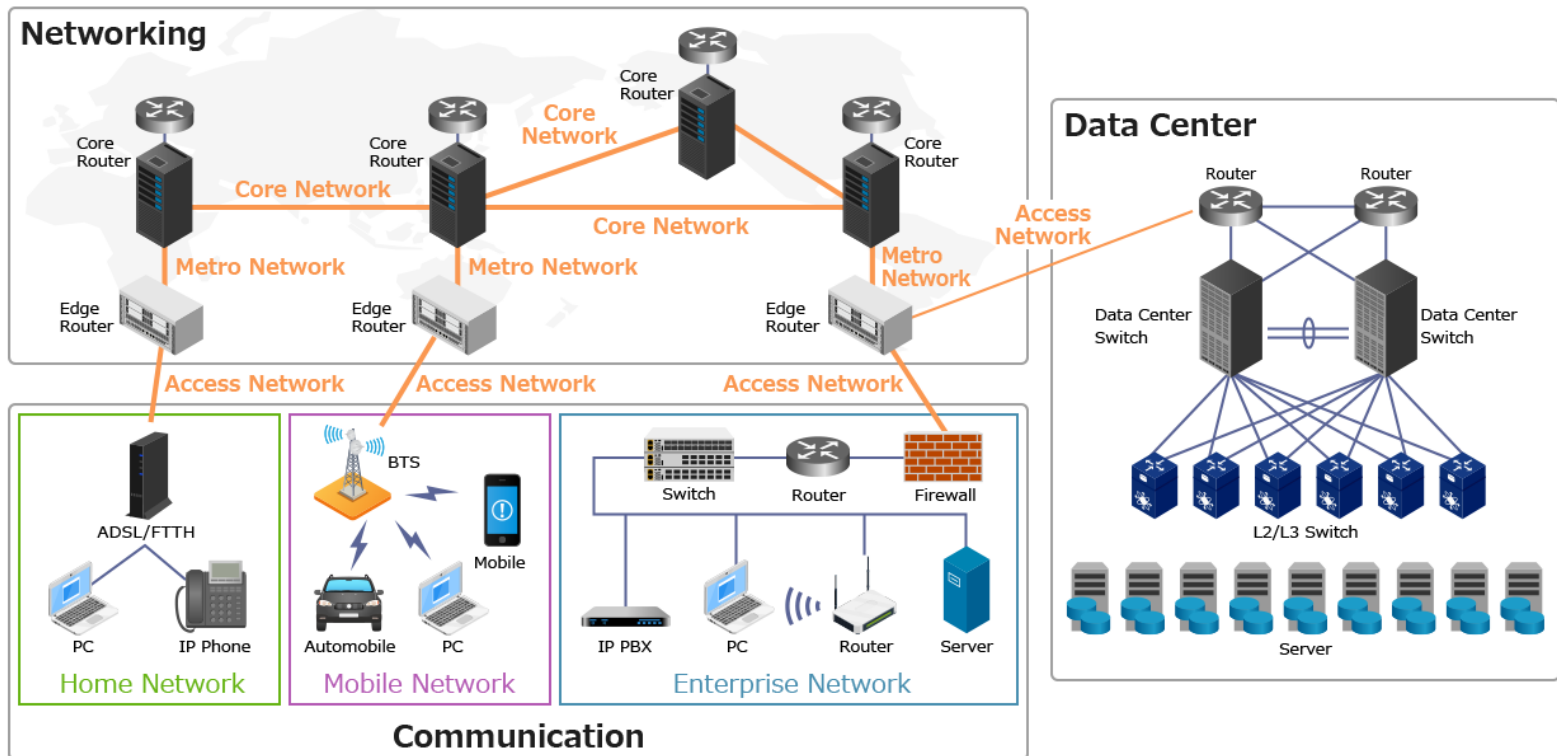 Networking
Core
Router
Core
Router
Core
Router
Core
Router
Core
Network
Core Network
Core Network
Metro Network
Metro Network
Metro
Network
Edge
Router
Edge
Router
Edge
Router
Access
Network
Access Network
Access Network
Access Network
Data Center
Router
Router
Data Center
Switch
Data Center
Switch
L2/L3 Switch
Server
ADSL/FTTH
PC
IP Phone
Home Network
BTS
Mobile
Automobile
PC
Mobile Network
Switch
Router
Firewall
IP PBX
PC
Router
Server
Enterprise Network
Communication